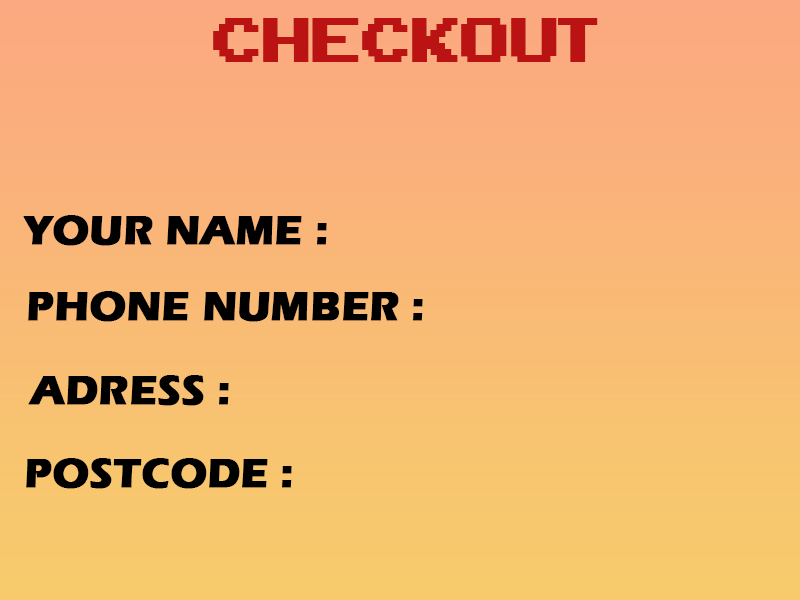 CHECKOUT
YOUR NAME :
PHONE NUMBER :
ADRESS :
POSTCODE :